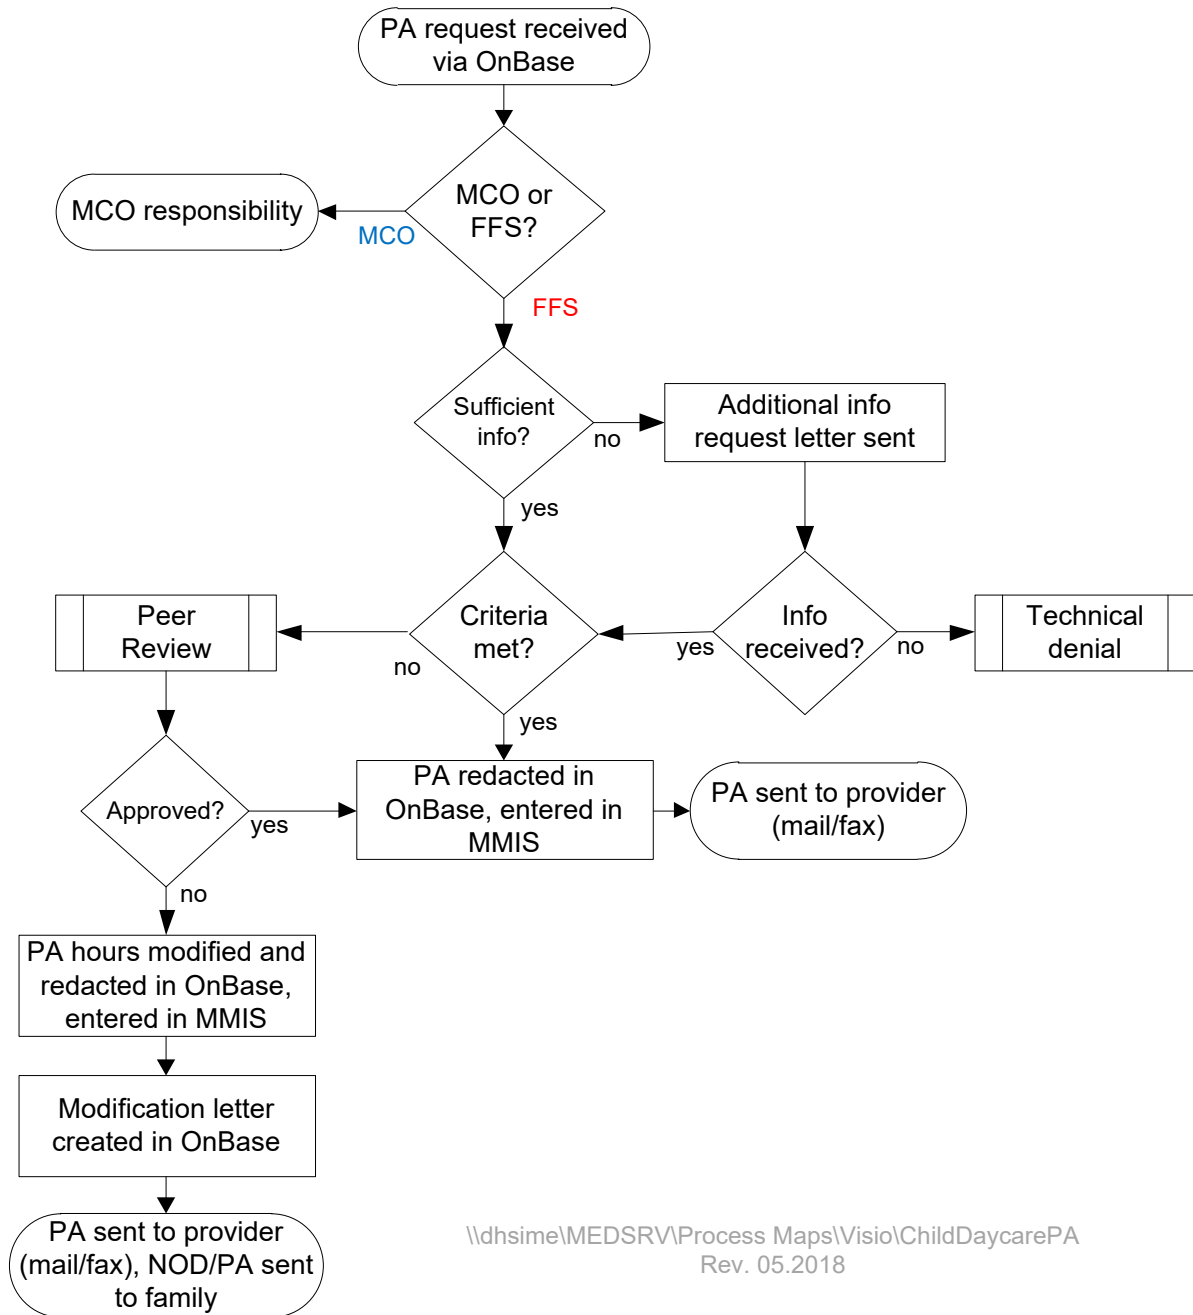 PA request received
via OnBase
MCO or
FFS?
MCO responsibility
MCO
FFS
Sufficient
info?
no
Additional info
request letter sent
yes
Peer
Review
Criteria
met?
no
yes
Info
received?
no
Technical
denial
yes
Approved?
yes
PA redacted in
OnBase, entered in
MMIS
PA sent to provider
(mail/fax)
no
PA hours modified and
redacted in OnBase,
entered in MMIS
Modification letter
created in OnBase
PA sent to provider
(mail/fax), NOD/PA sent
to family
\\dhsime\MEDSRV\Process Maps\Visio\ChildDaycarePA
Rev. 05.2018